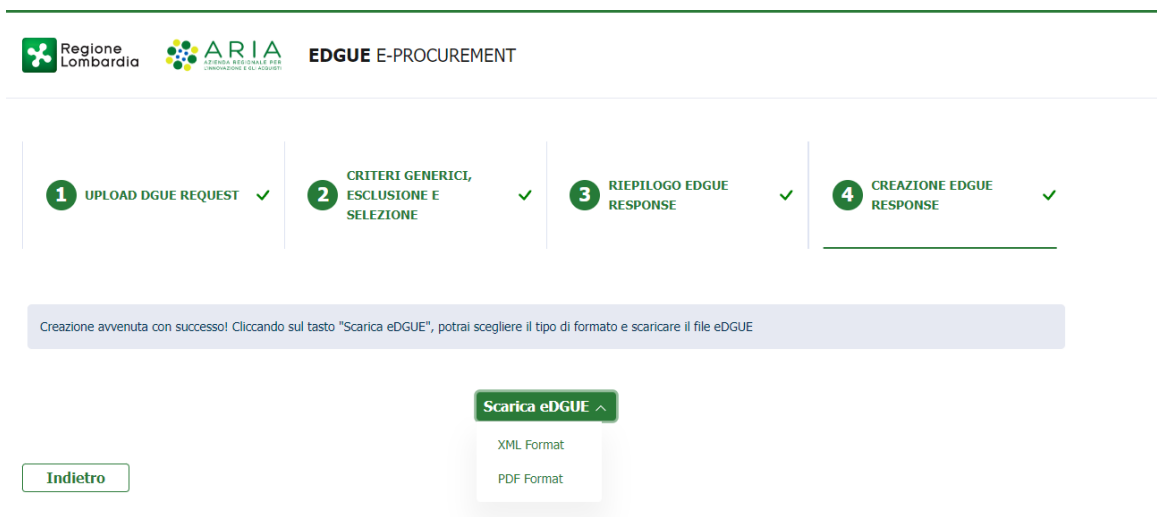 Regione
Lombardia
ARIA
AZIENDA REGIONALE PER
L'INNOVAZIONE E GLI ACQUISTI
EDGUE E-PROCUREMENT
1 UPLOAD DGUE REQUEST
2 CRITERI GENERICI,
ESCLUSIONE E
SELEZIONE
3 RIEPILOGO EDGUE
RESPONSE
4 CREAZIONE EDGUE
RESPONSE
Creazione avvenuta con successo! Cliccando sul tasto "Scarica eDGUE", potrai scegliere il tipo di formato e scaricare il file eDGUE
Scarica eDGUE
XML Format
PDF Format
Indietro